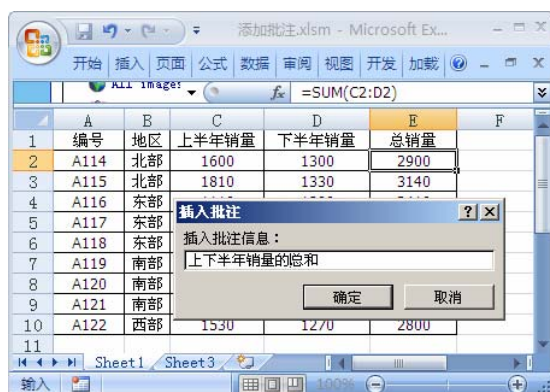 添加批注.xlsm - Microsoft Ex...
开始 插入 页面 公式 数据 审阅 视图 开发 加载
All image: fx =SUM(C2:D2)
A B C D E F
1 编号 地区 上半年销量 下半年销量 总销量
2 A114 北部 1600 1300 2900
3 A115 北部 1810 1330 3140
4 A116 东部
5 A117 东部
6 A118 东部
7 A119 南部
8 A120 南部
9 A121 南部
10 A122 西部 1530 1270 2800
11
插入批注
插入批注信息：
上下半年销量的总和
确定 取消
Sheet1 Sheet3
输入 100%